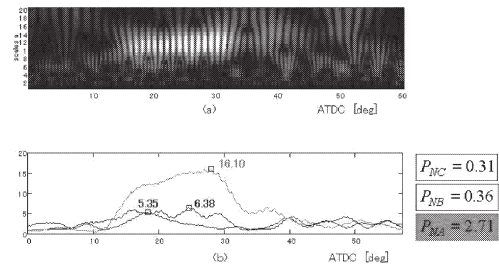 20
18
16
14
12
10
8
6
4
2
scales a
10 20 30 40 50 60
(a) ATDC [deg]
20
15
10
5
0
16.10
5.35 6.38
0 10 20 30 40 50
(b) ATDC [deg]
P_NC = 0.31
P_NB = 0.36
P_NA = 2.71